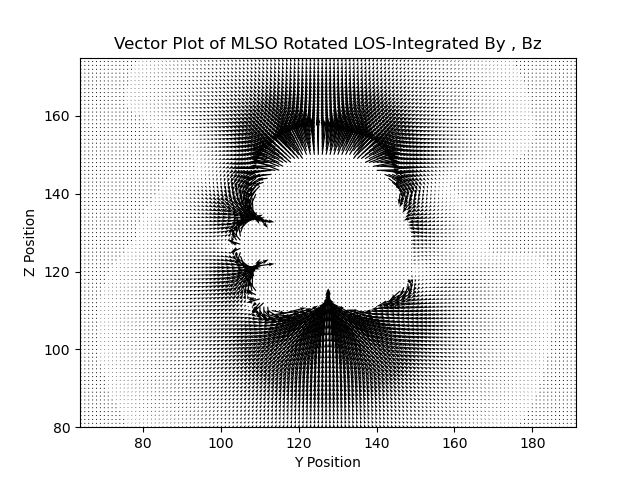 Vector Plot of MLSO Rotated LOS-Integrated By , Bz
160
140
120
100
80
Z Position
80 100 120 140 160 180
Y Position